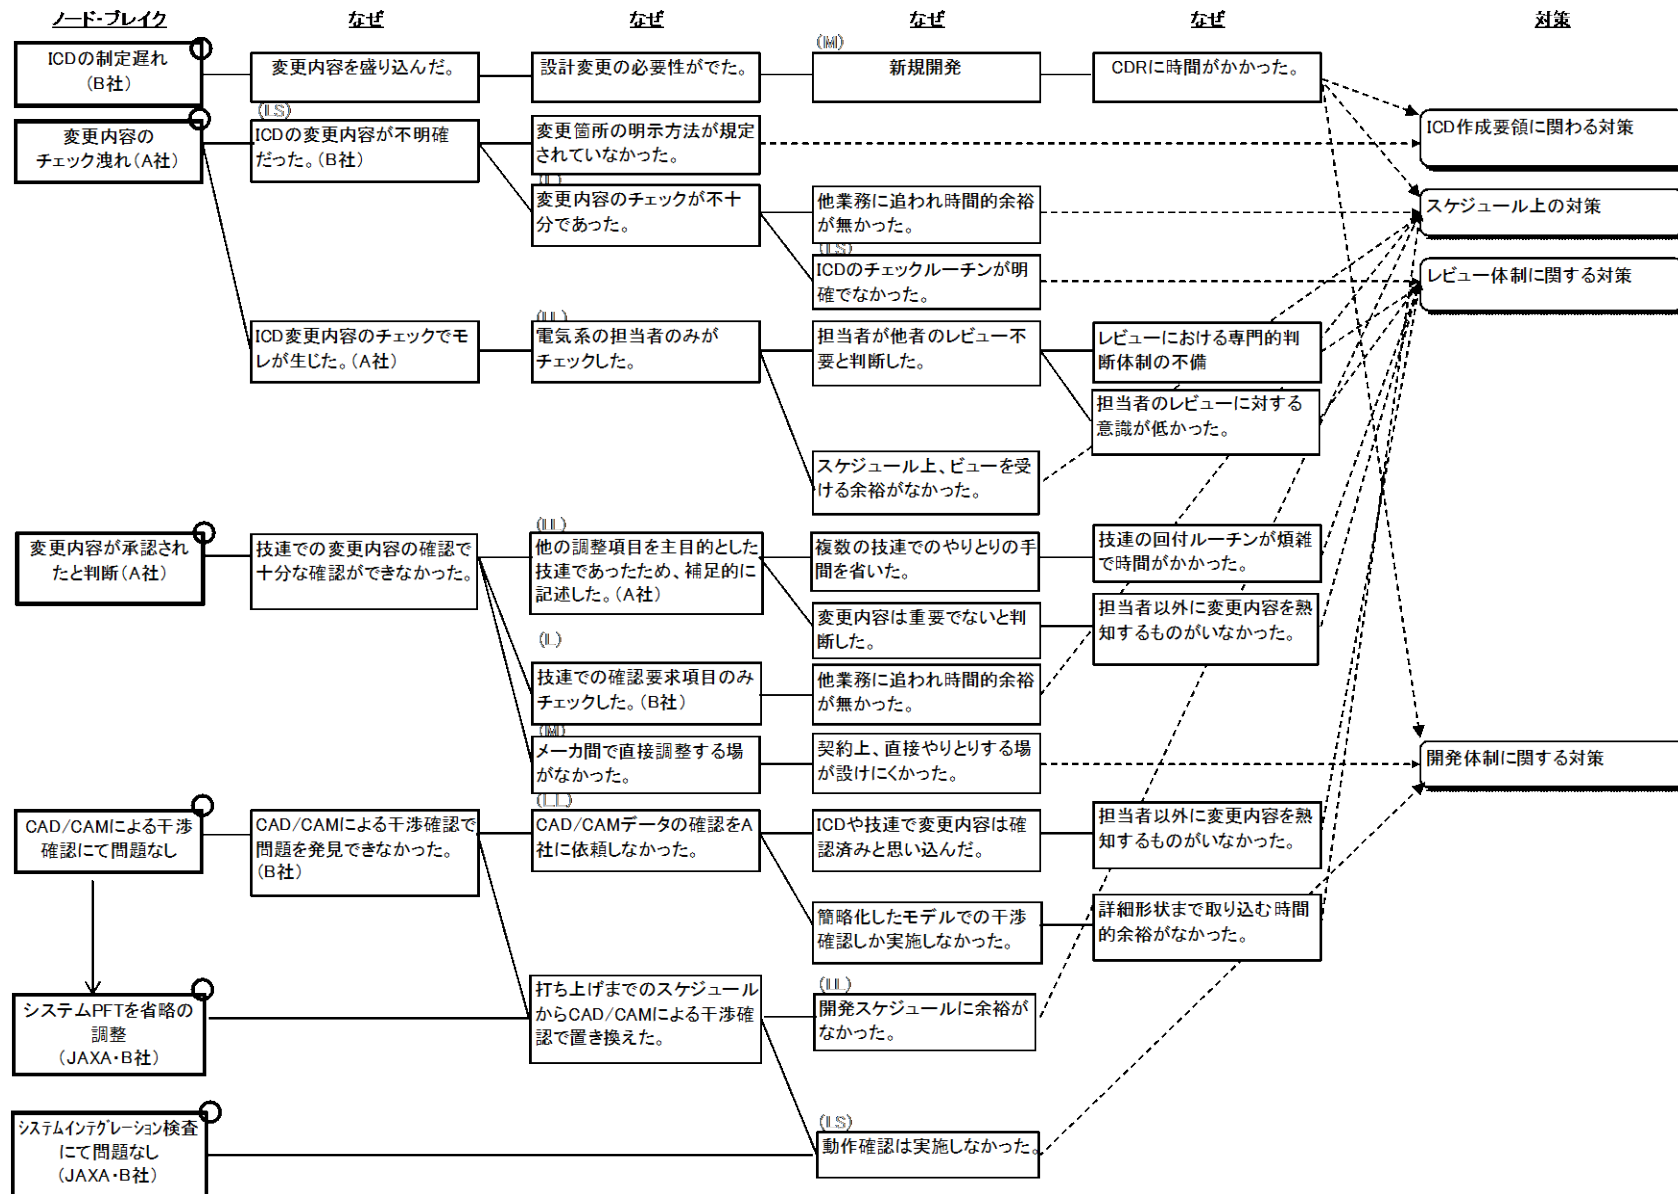 ノード・ブレイク
なぜ
なぜ
なぜ
なぜ
対策
ICDの制定遅れ
(B社)
変更内容を盛り込んだ。
設計変更の必要性がでた。
(M)
新規開発
CDRに時間がかかった。
変更内容の
チェック洩れ(A社)
(LS)
ICDの変更内容が不明確
だった。(B社)
変更箇所の明示方法が規定
されていなかった。
ICD作成要領に関わる対策
(L)
変更内容のチェックが不十
分であった。
他業務に追われ時間的余裕
が無かった。
スケジュール上の対策
(LS)
ICDのチェックルーチンが明
確でなかった。
レビュー体制に関する対策
ICD変更内容のチェックでモ
レが生じた。(A社)
(LL)
電気系の担当者のみが
チェックした。
担当者が他者のレビュー不
要と判断した。
レビューにおける専門的判
断体制の不備
担当者のレビューに対する
意識が低かった。
スケジュール上、ビューを受
ける余裕がなかった。
変更内容が承認され
たと判断(A社)
技連での変更内容の確認で
十分な確認ができなかった。
(LL)
他の調整項目を主目的とした
技連であったため、補足的に
記述した。(A社)
複数の技連でのやりとりの手
間を省いた。
技連の回付ルーチンが煩雑
で時間がかかった。
変更内容は重要でないと判
断した。
担当者以外に変更内容を熟
知するものがいなかった。
(L)
技連での確認要求項目のみ
チェックした。(B社)
他業務に追われ時間的余裕
が無かった。
(M)
メーカ間で直接調整する場
がなかった。
契約上、直接やりとりする場
が設けにくかった。
開発体制に関する対策
CAD/CAMによる干渉
確認にて問題なし
CAD/CAMによる干渉確認で
問題を発見できなかった。
(B社)
(LL)
CAD/CAMデータの確認をA
社に依頼しなかった。
ICDや技連で変更内容は確
認済みと思い込んだ。
担当者以外に変更内容を熟
知するものがいなかった。
簡略化したモデルでの干渉
確認しか実施しなかった。
詳細形状まで取り込む時間
的余裕がなかった。
システムPFTを省略の
調整
(JAXA・B社)
打ち上げまでのスケジュール
からCAD/CAMによる干渉確
認で置き換えた。
(LL)
開発スケジュールに余裕が
なかった。
システムインテグレーション検査
にて問題なし
(JAXA・B社)
(LS)
動作確認は実施しなかった。